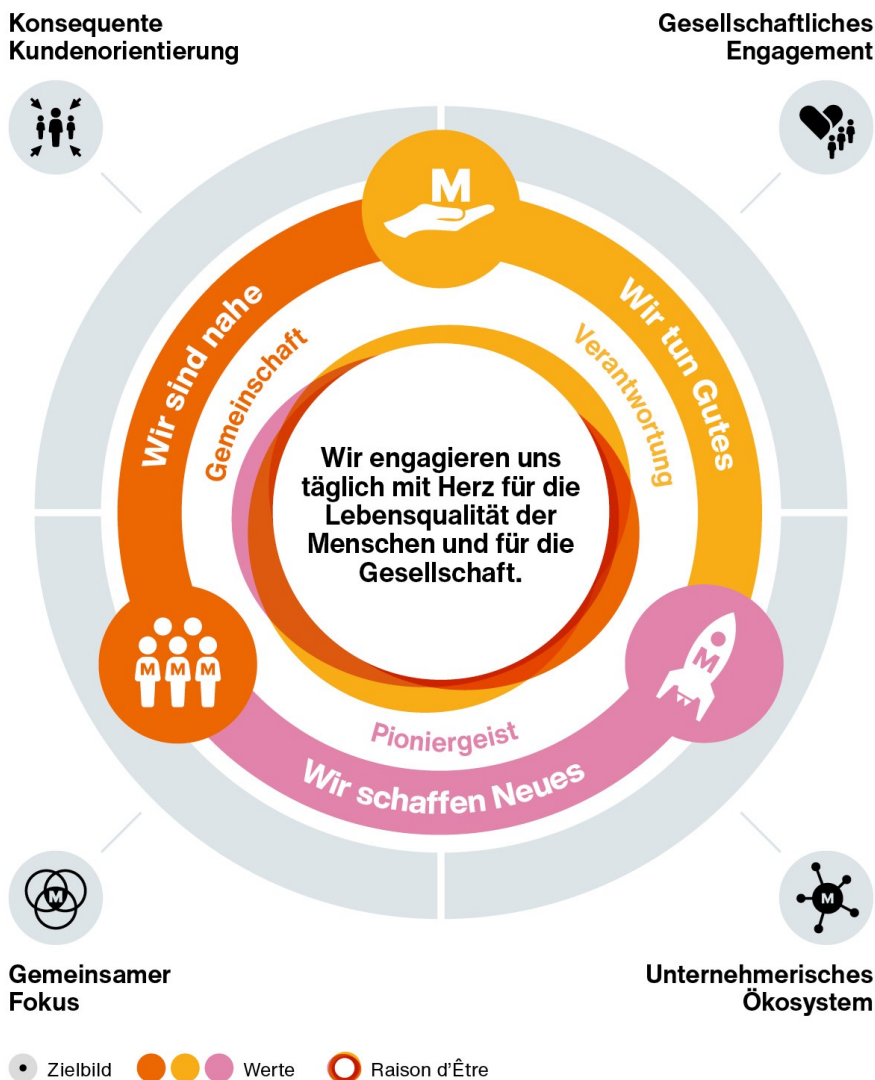 Konsequente
Kundenorientierung
Gesellschaftliches
Engagement
M
Wir sind nahe
Gemeinschaft
Wir tun Gutes
Verantwortung
Wir engagieren uns
täglich mit Herz für die
Lebensqualität der
Menschen und für die
Gesellschaft.
M M M
M
Pioniergeist
Wir schaffen Neues
M
M
Gemeinsamer
Fokus
Unternehmerisches
Ökosystem
Zielbild
Werte
Raison d’Être